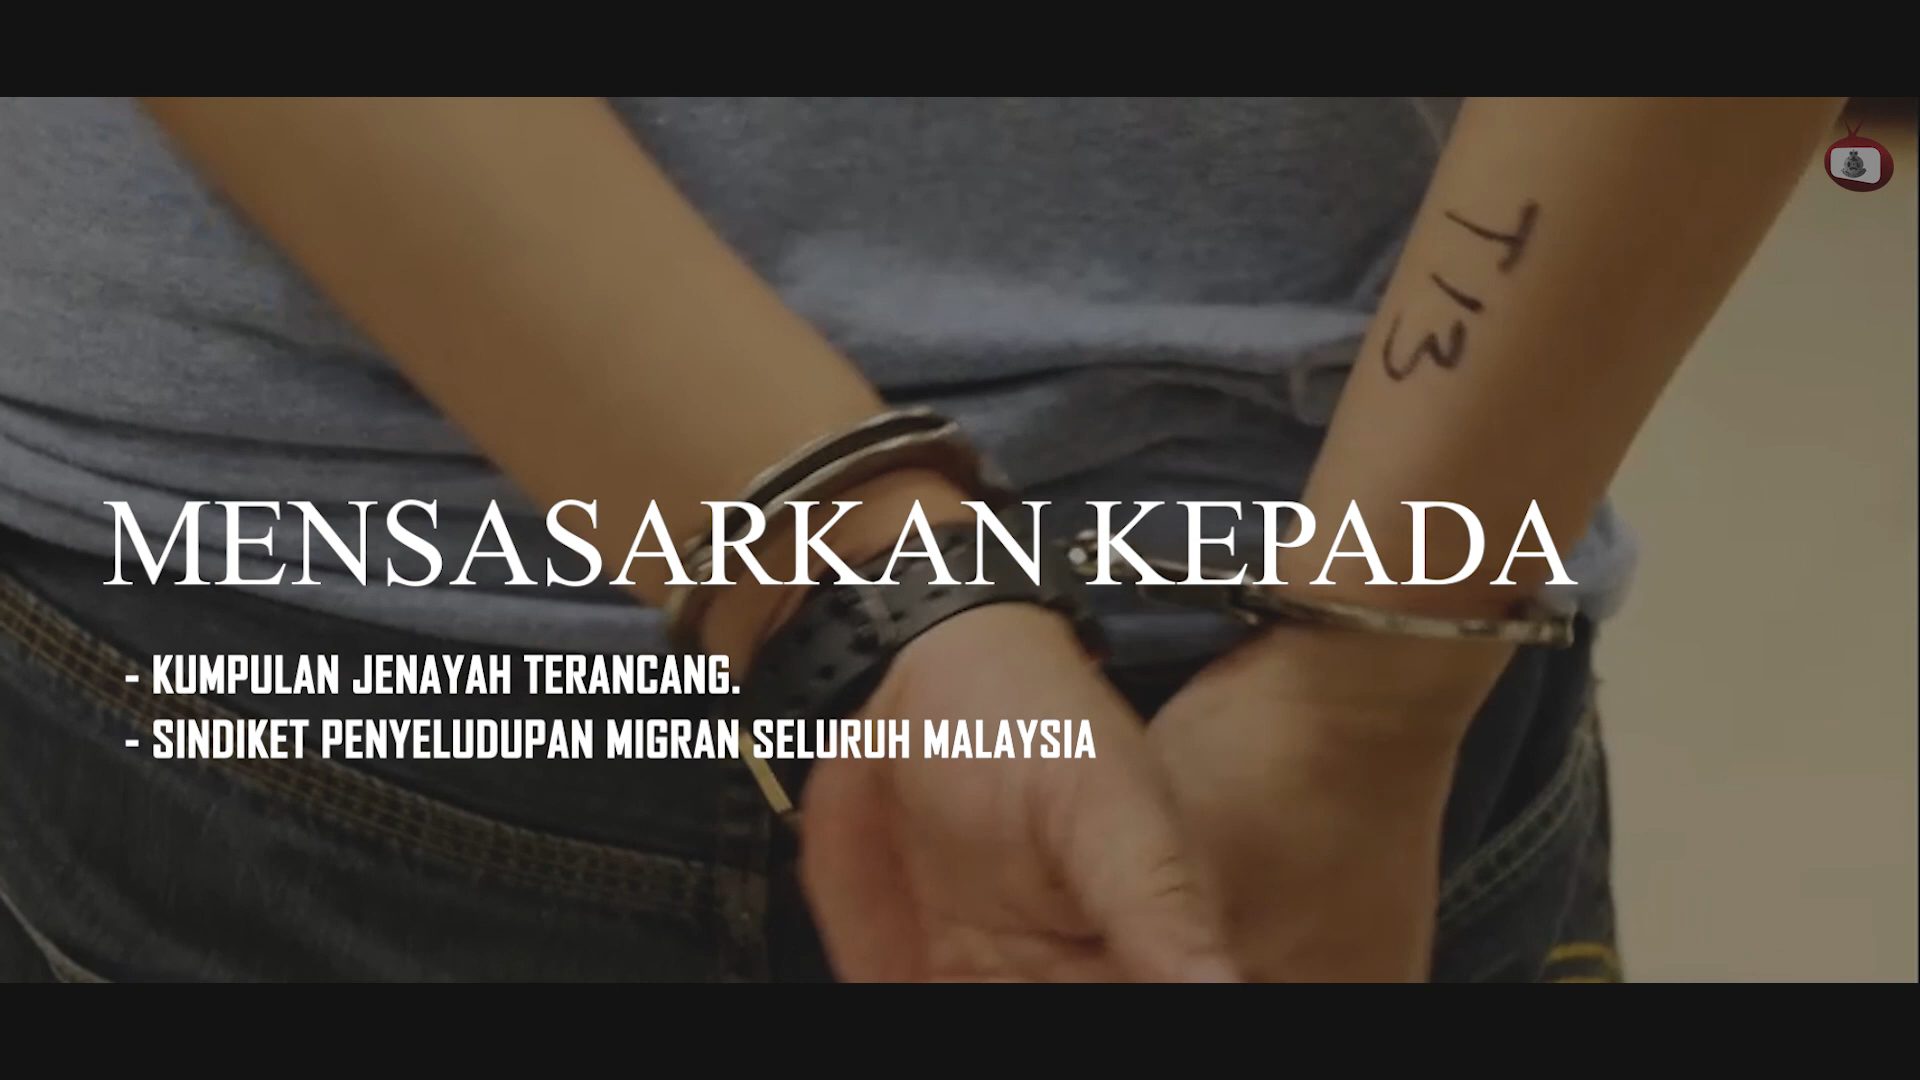 T13
MENSASARKAN KEPADA
- KUMPULAN JENAYAH TERANCANG.
- SINDIKET PENYELUDUPAN MIGRAN SELURUH MALAYSIA